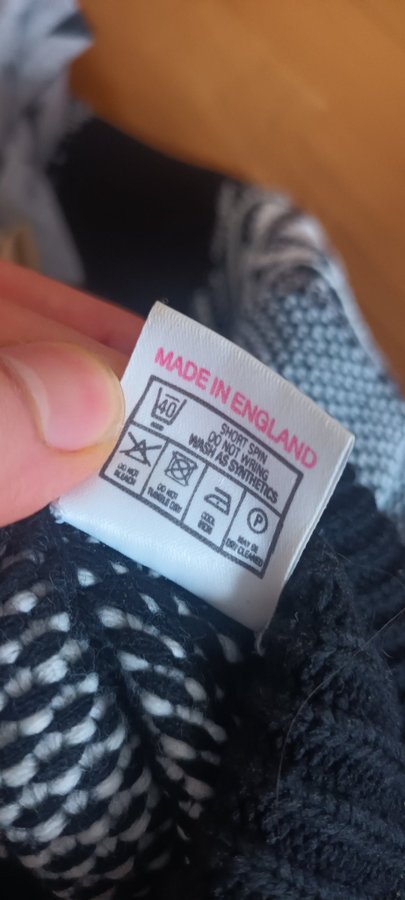 MADE IN ENGLAND
40
SHORT SPIN
DO NOT WRING
WASH AS SYNTHETICS
DO NOT
BLEACH
DO NOT
TUMBLE DRY
COOL
IRON
P
MAY BE
DRY CLEANED